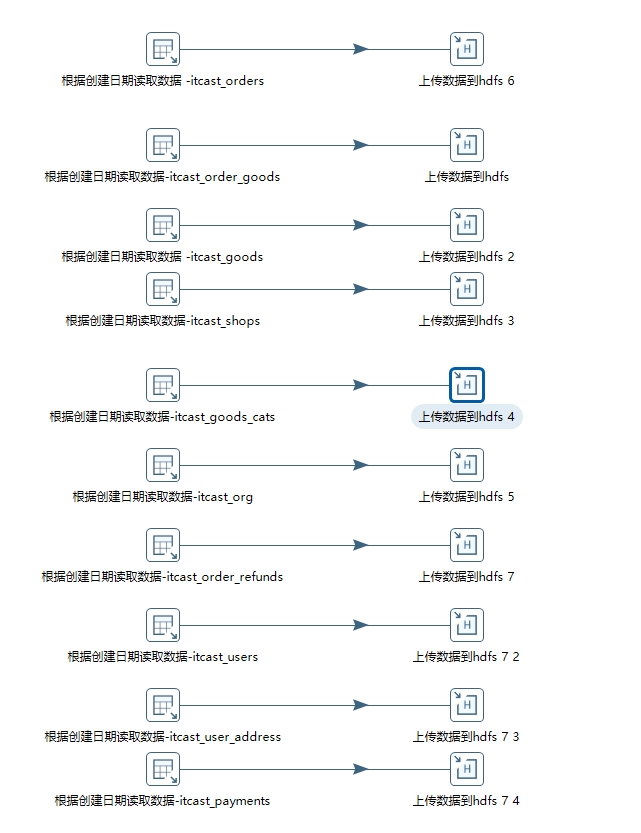 根据创建日期读取数据 -itcast_orders
上传数据到hdfs 6
根据创建日期读取数据-itcast_order_goods
上传数据到hdfs
根据创建日期读取数据 -itcast_goods
上传数据到hdfs 2
根据创建日期读取数据-itcast_shops
上传数据到hdfs 3
根据创建日期读取数据-itcast_goods_cats
上传数据到hdfs 4
根据创建日期读取数据-itcast_org
上传数据到hdfs 5
根据创建日期读取数据-itcast_order_refunds
上传数据到hdfs 7
根据创建日期读取数据-itcast_users
上传数据到hdfs 7 2
根据创建日期读取数据-itcast_user_address
上传数据到hdfs 7 3
根据创建日期读取数据-itcast_payments
上传数据到hdfs 7 4